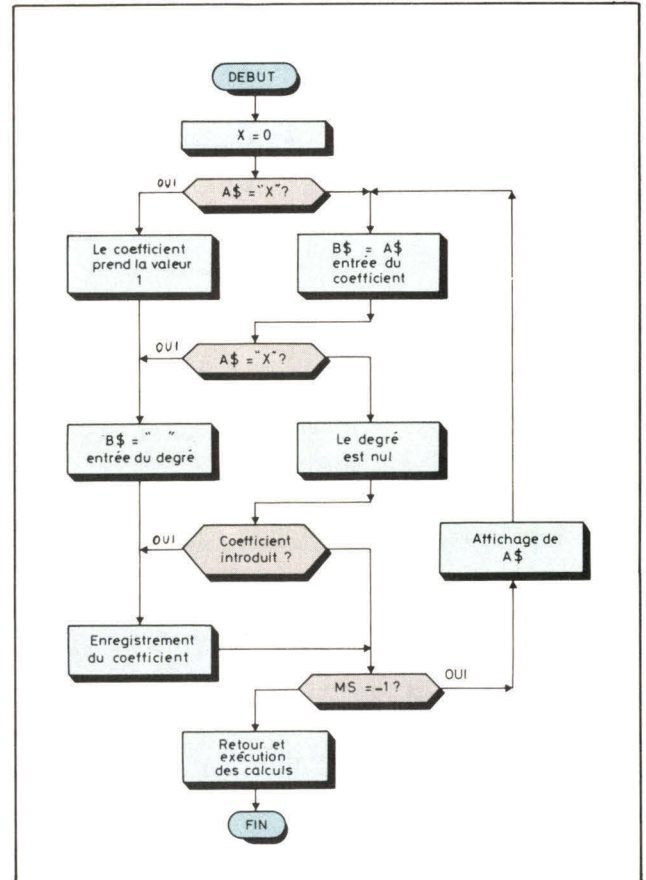 DEBUT
X = 0
OUI
A$ = "X"?
Le coefficient
prend la valeur
1
B$ = A$
entrée du
coefficient
OUI
A$ = "X"?
B$ = " "
entrée du degré
Le degré
est nul
OUI
Coefficient
introduit ?
Affichage de
A$
Enregistrement
du coefficient
MS = -1?
OUI
Retour et
exécution
des calculs
FIN